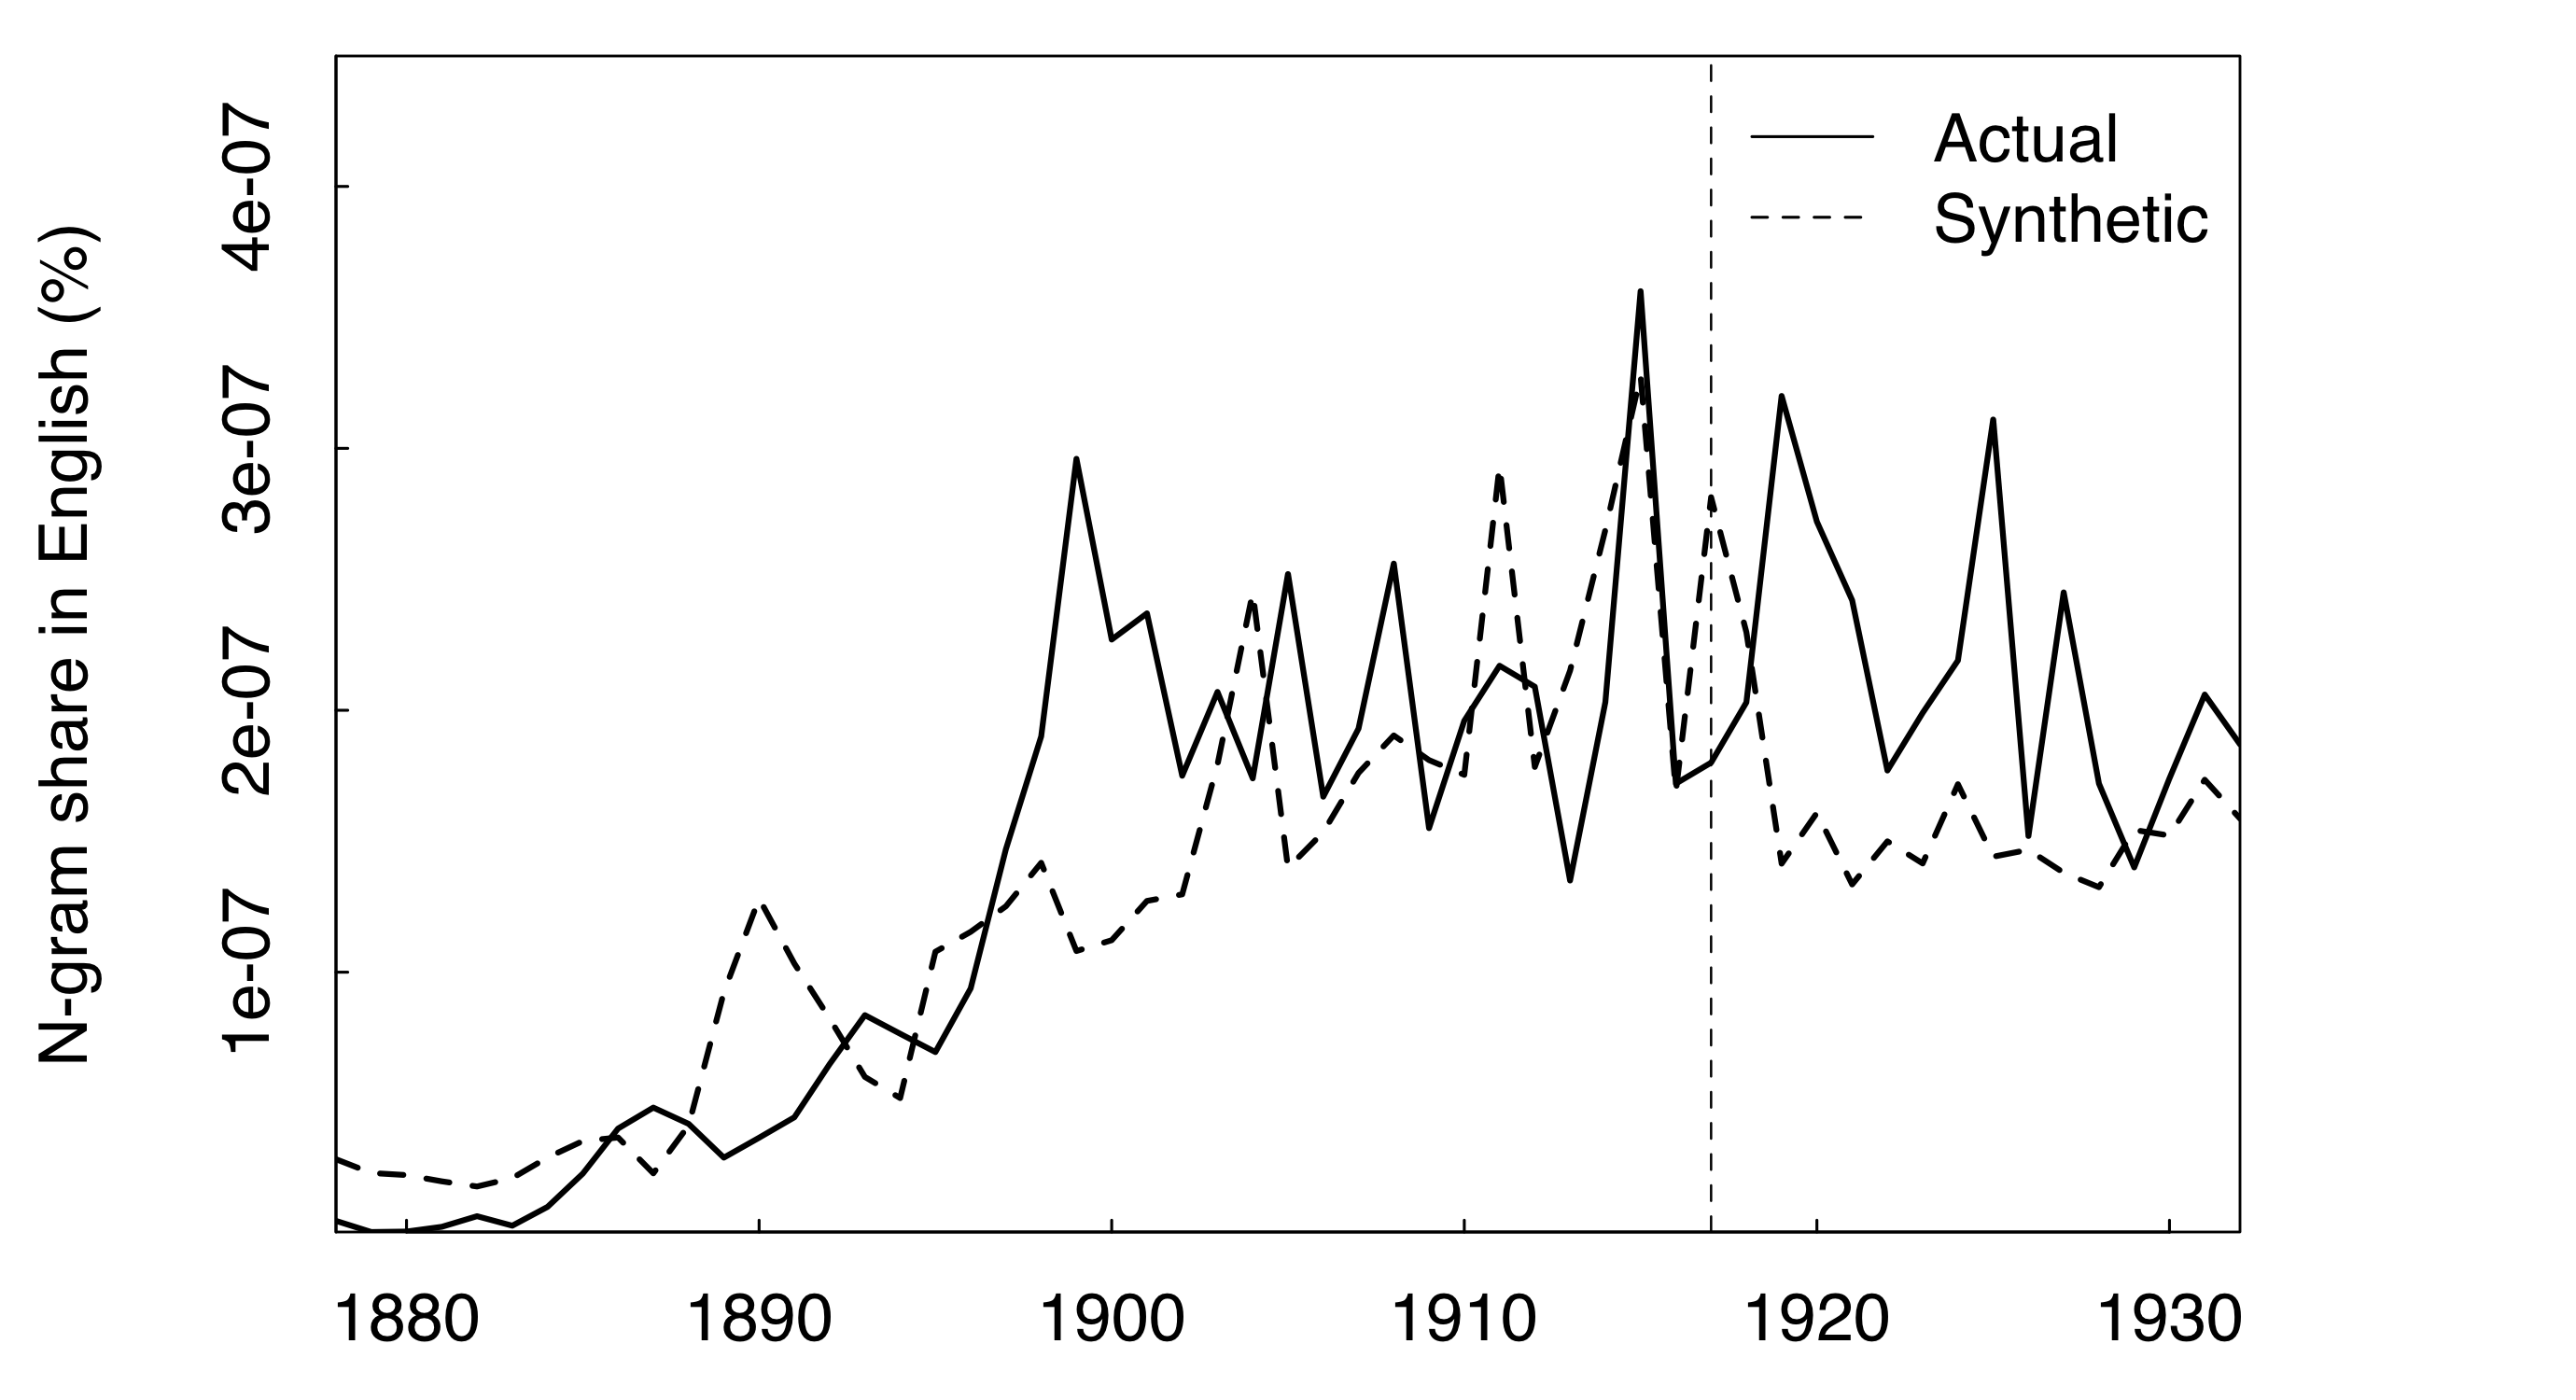 N-gram share in English (%)
4e-07
3e-07
2e-07
1e-07
Actual
Synthetic
1880 1890 1900 1910 1920 1930